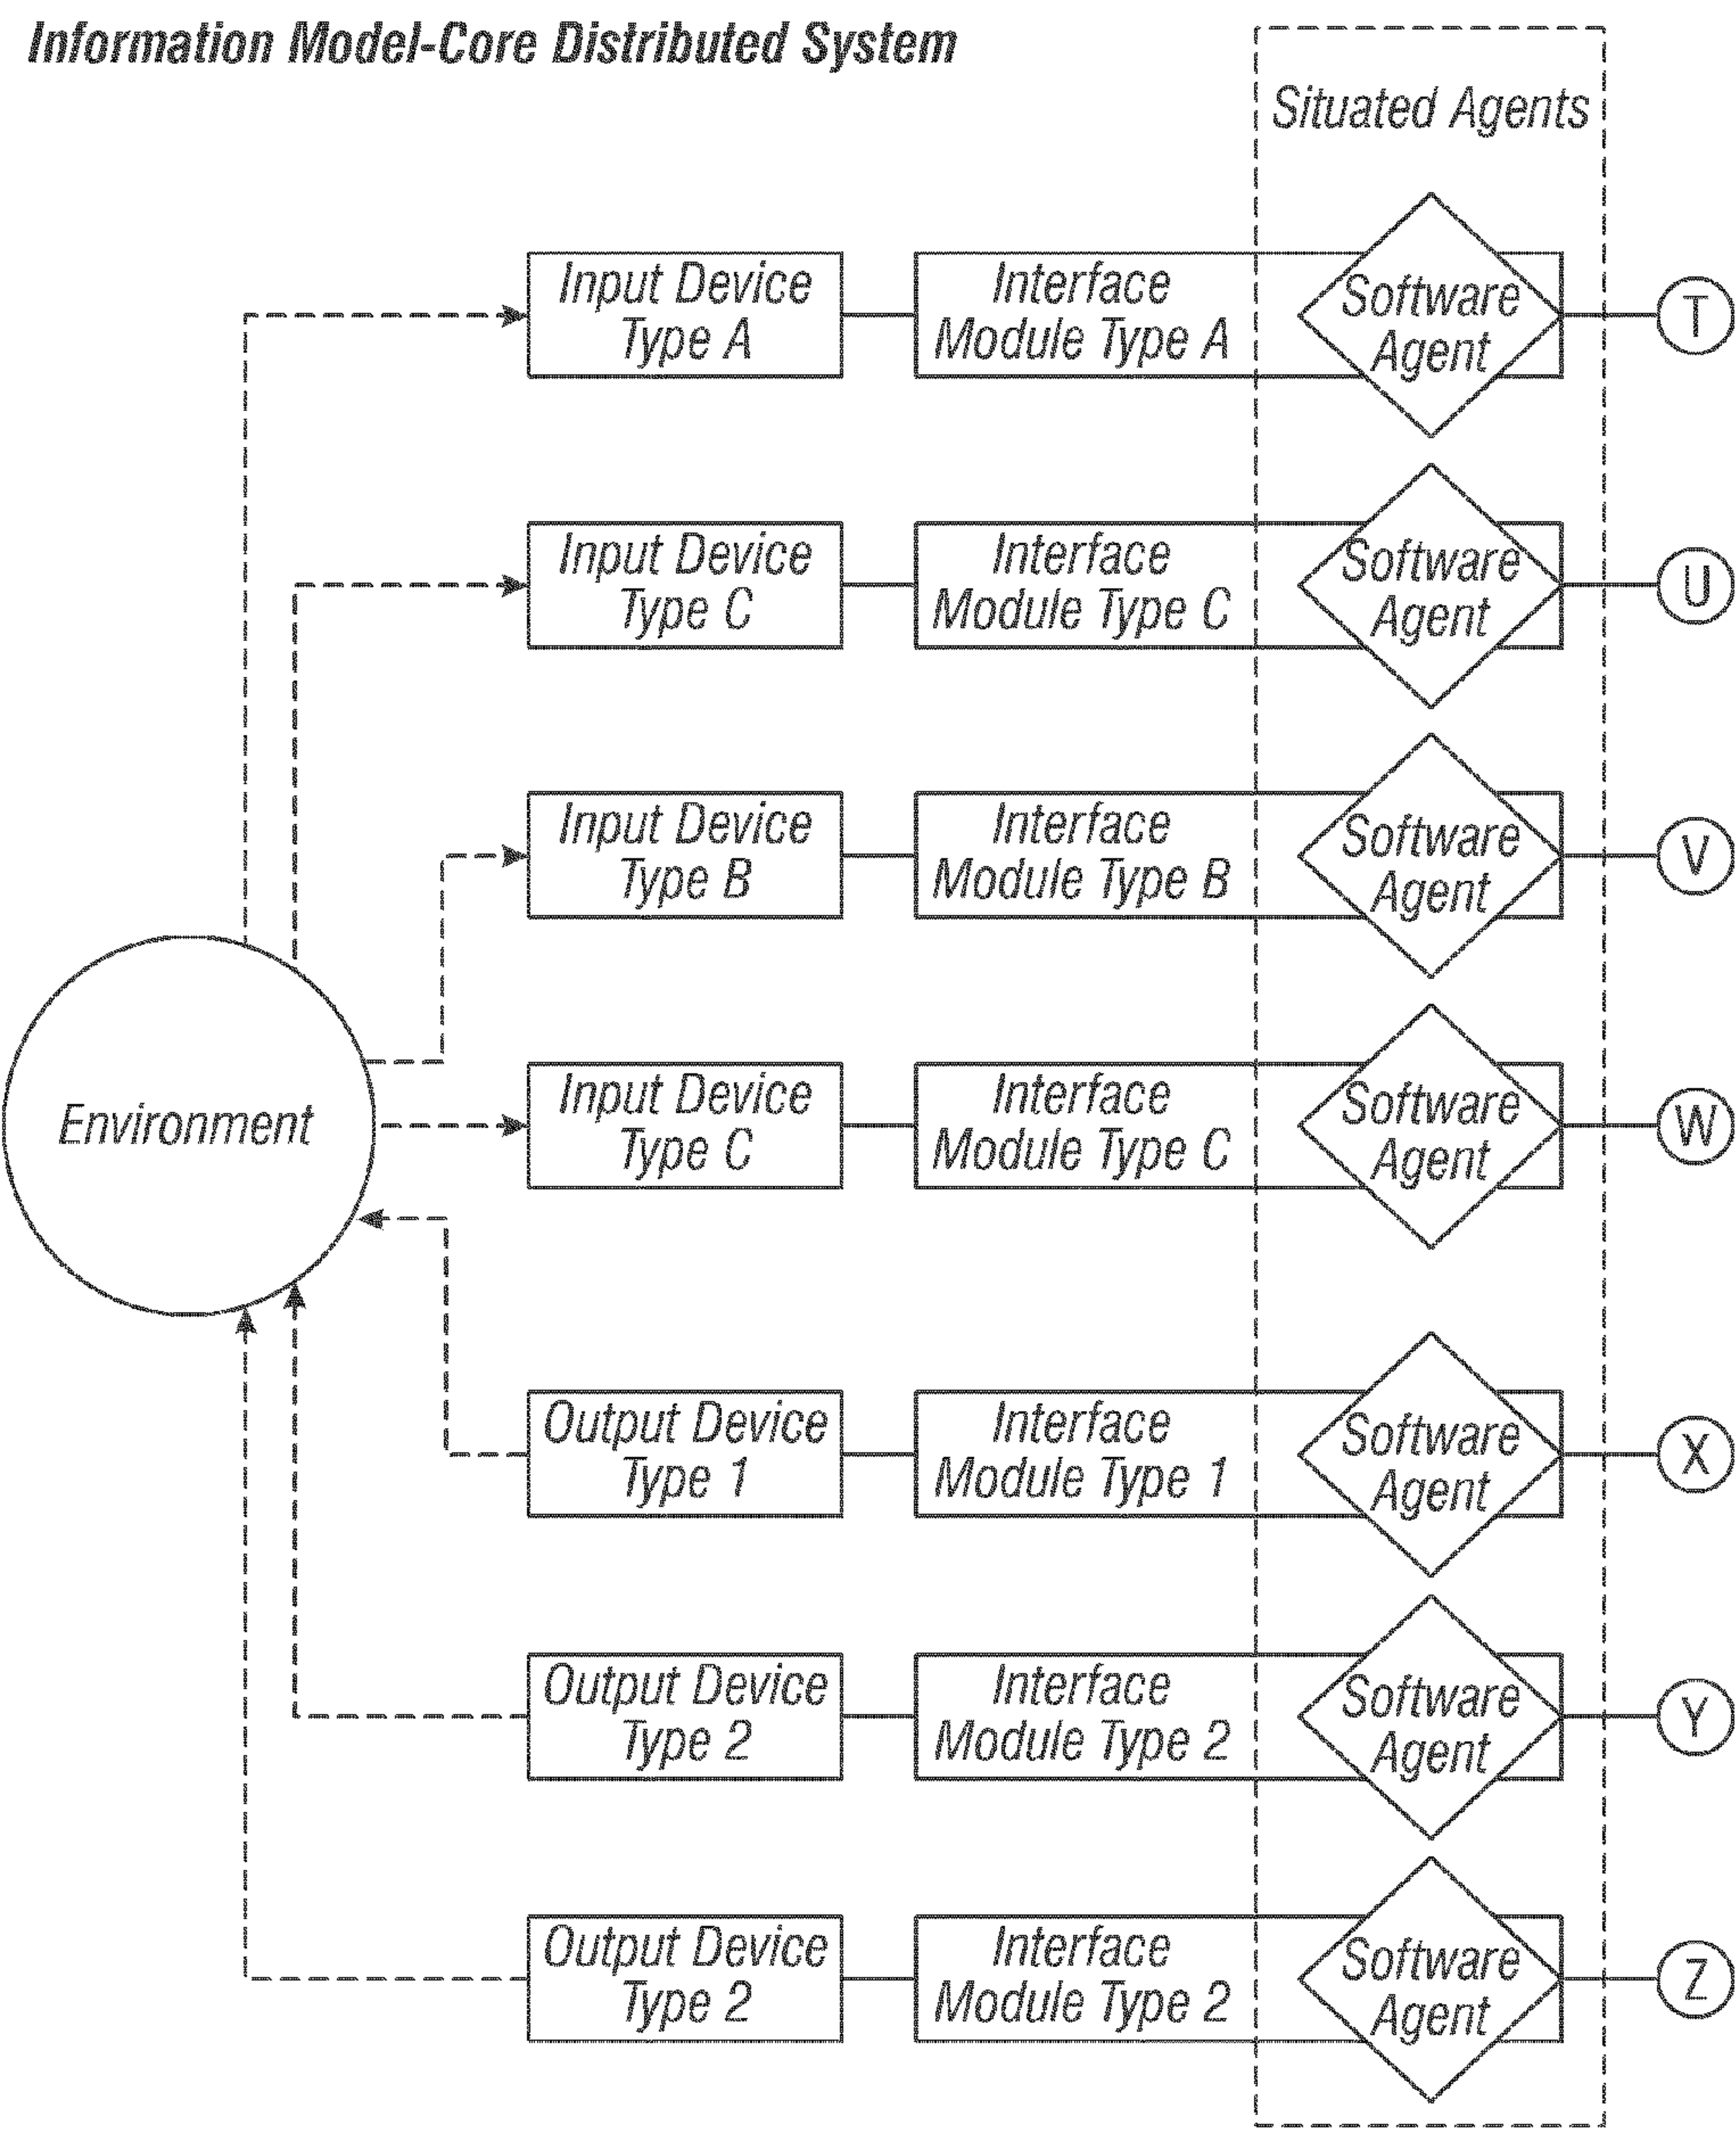 Information Model-Core Distributed System
Situated Agents
Input Device
Type A
Interface
Module Type A
Software
Agent
T
Input Device
Type C
Interface
Module Type C
Software
Agent
U
Input Device
Type B
Interface
Module Type B
Software
Agent
V
Environment
Input Device
Type C
Interface
Module Type C
Software
Agent
W
Output Device
Type 1
Interface
Module Type 1
Software
Agent
X
Output Device
Type 2
Interface
Module Type 2
Software
Agent
Y
Output Device
Type 2
Interface
Module Type 2
Software
Agent
Z